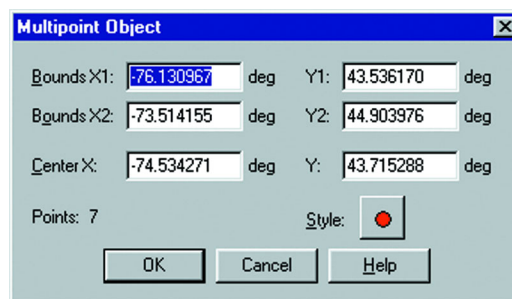 Multipoint Object
Bounds X1: -76.130967 deg Y1: 43.536170 deg
Bounds X2: -73.514155 deg Y2: 44.903976 deg
Center X: -74.534271 deg Y: 43.715288 deg
Points: 7 Style:
OK Cancel Help